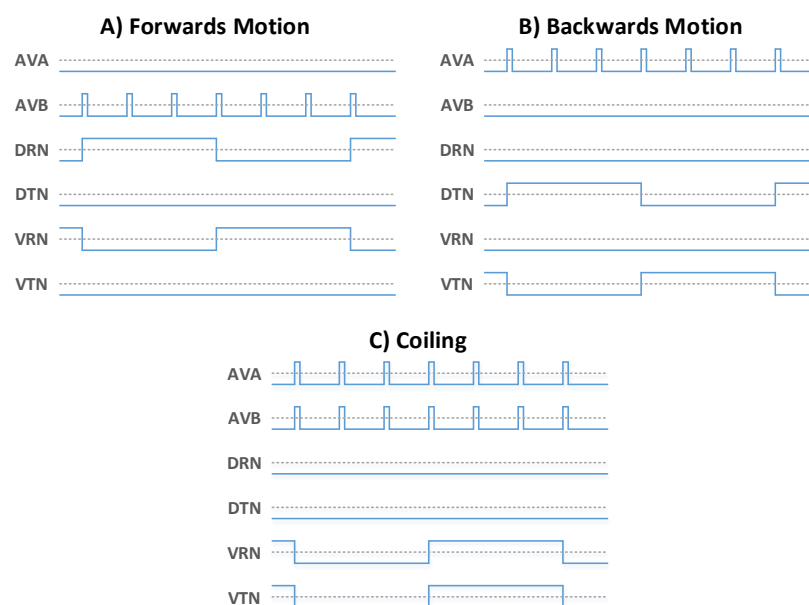 A) Forwards Motion
AVA
AVB
DRN
DTN
VRN
VTN
B) Backwards Motion
AVA
AVB
DRN
DTN
VRN
VTN
C) Coiling
AVA
AVB
DRN
DTN
VRN
VTN